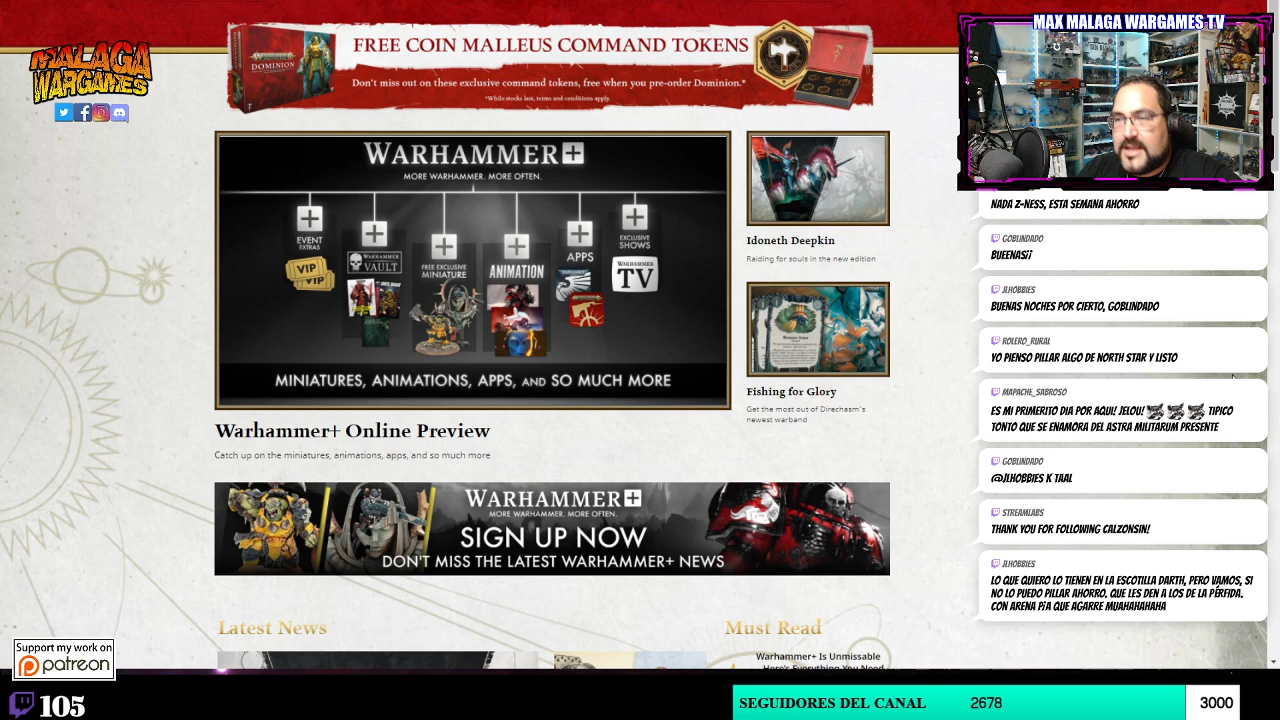 FREE COIN MALLEUS COMMAND TOKENS
DOMINION
Don't miss out on these exclusive command tokens, free when you pre-order Dominion.*
*While stocks last, terms and conditions apply.
MALAGA
WARGAMES
MAX MALAGA WARGAMES TV
WARHAMMER+
MORE WARHAMMER. MORE OFTEN.
EVENT
EXTRAS
VIP
VIP
WARHAMMER
VAULT
FREE EXCLUSIVE
MINIATURE
ANIMATION
APPS
EXCLUSIVE
SHOWS
WARHAMMER
TV
MINIATURES, ANIMATIONS, APPS, AND SO MUCH MORE
Warhammer+ Online Preview
Catch up on the miniatures, animations, apps, and so much more
Idoneth Deepkin
Raiding for souls in the new edition
Fishing for Glory
Get the most out of Direchasm's
newest warband
WARHAMMER+
MORE WARHAMMER. MORE OFTEN.
SIGN UP NOW
DON'T MISS THE LATEST WARHAMMER+ NEWS
Latest News
Must Read
Warhammer+ Is Unmissable
Here's Everything You Need
NADA Z-NESS, ESTA SEMANA AHORRO
GOBLINDADO
BUEENAS¡¡
JLHOBBIES
BUENAS NOCHES POR CIERTO, GOBLINDADO
ROLERO_RURAL
YO PIENSO PILLAR ALGO DE NORTH STAR Y LISTO
MAPACHE_SABROSO
ES MI PRIMERITO DIA POR AQUI! JELOU! TIPICO
TONTO QUE SE ENAMORA DEL ASTRA MILITARUM PRESENTE
GOBLINDADO
@JLHOBBIES K TAAL
STREAMLABS
THANK YOU FOR FOLLOWING CALZONSIN!
JLHOBBIES
LO QUE QUIERO LO TIENEN EN LA ESCOTILLA DARTH, PERO VAMOS, SI
NO LO PUEDO PILLAR AHORRO. QUE LES DEN A LOS DE LA PÉRFIDA.
CON ARENA P¡A QUE AGARRE MUAHAHAHAHA
Support my work on
patreon
105
SEGUIDORES DEL CANAL 2678 3000